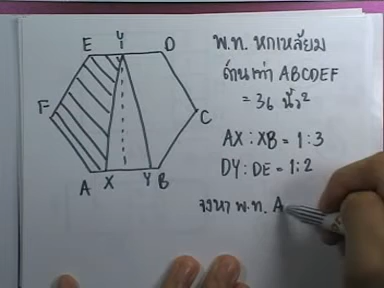 E Y D
พ.ท. หกเหลี่ยม
ด้านเท่า ABCDEF
= 36 นิ้ว²
F
C
AX : XB = 1 : 3
DY : DE = 1 : 2
A X Y B
จงหา พ.ท. A